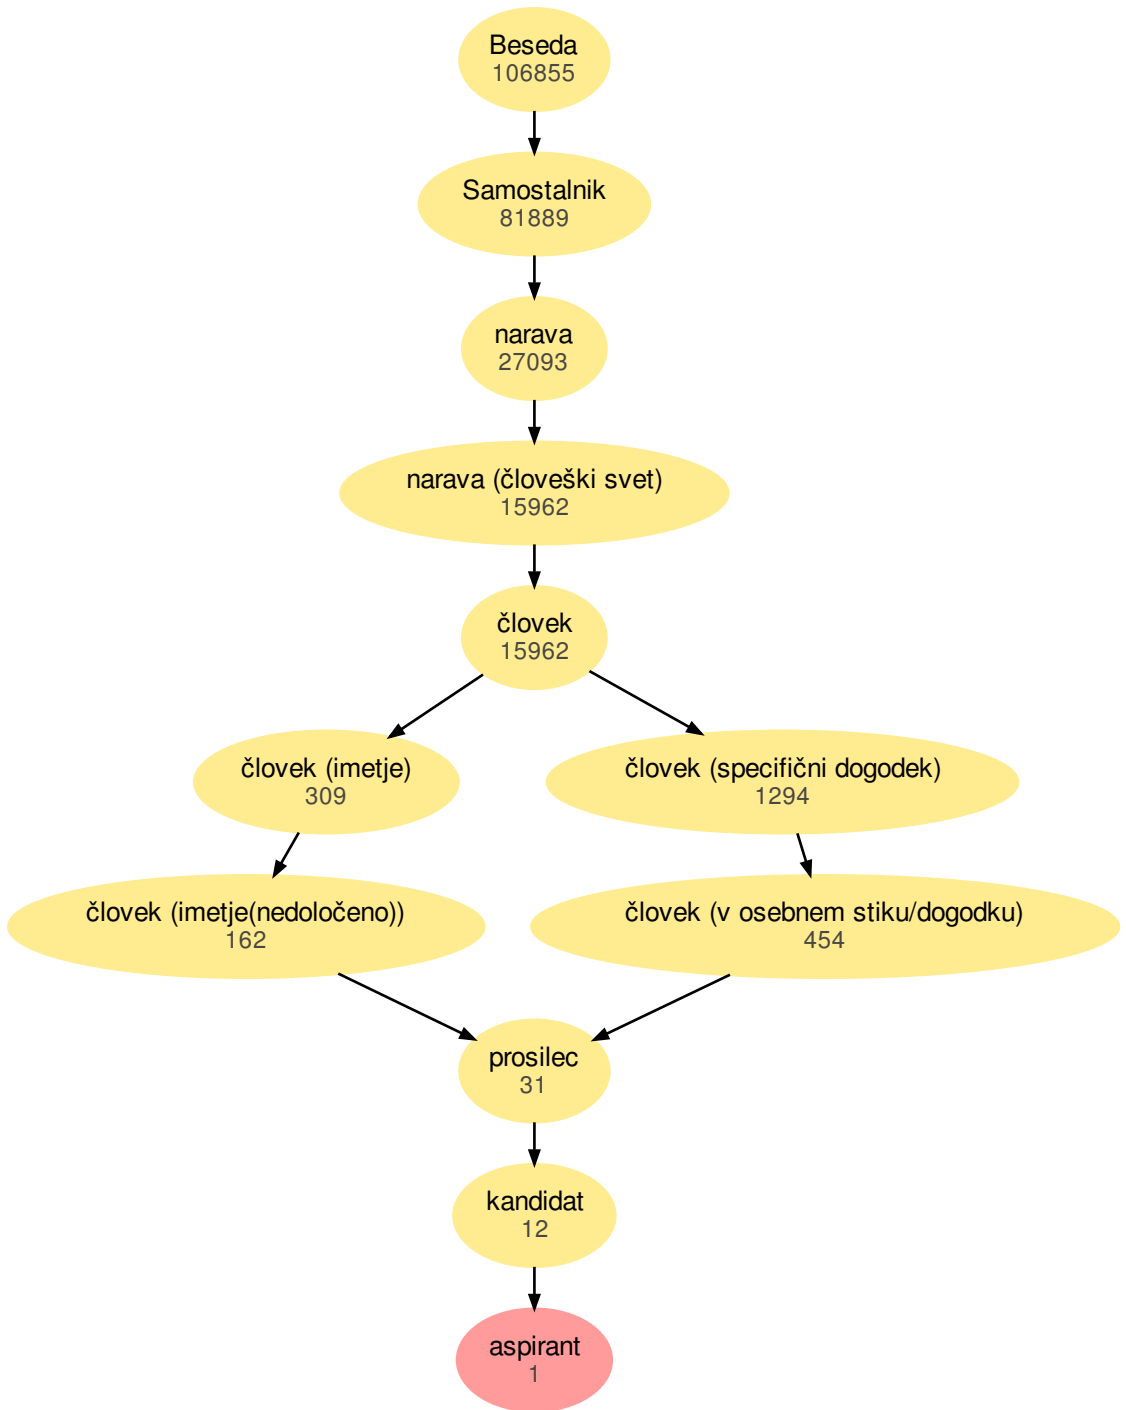 Beseda
106855
Samostalnik
81889
narava
27093
narava (človeški svet)
15962
človek
15962
človek (imetje)
309
človek (specifični dogodek)
1294
človek (imetje(nedoločeno))
162
človek (v osebnem stiku/dogodku)
454
prosilec
31
kandidat
12
aspirant
1